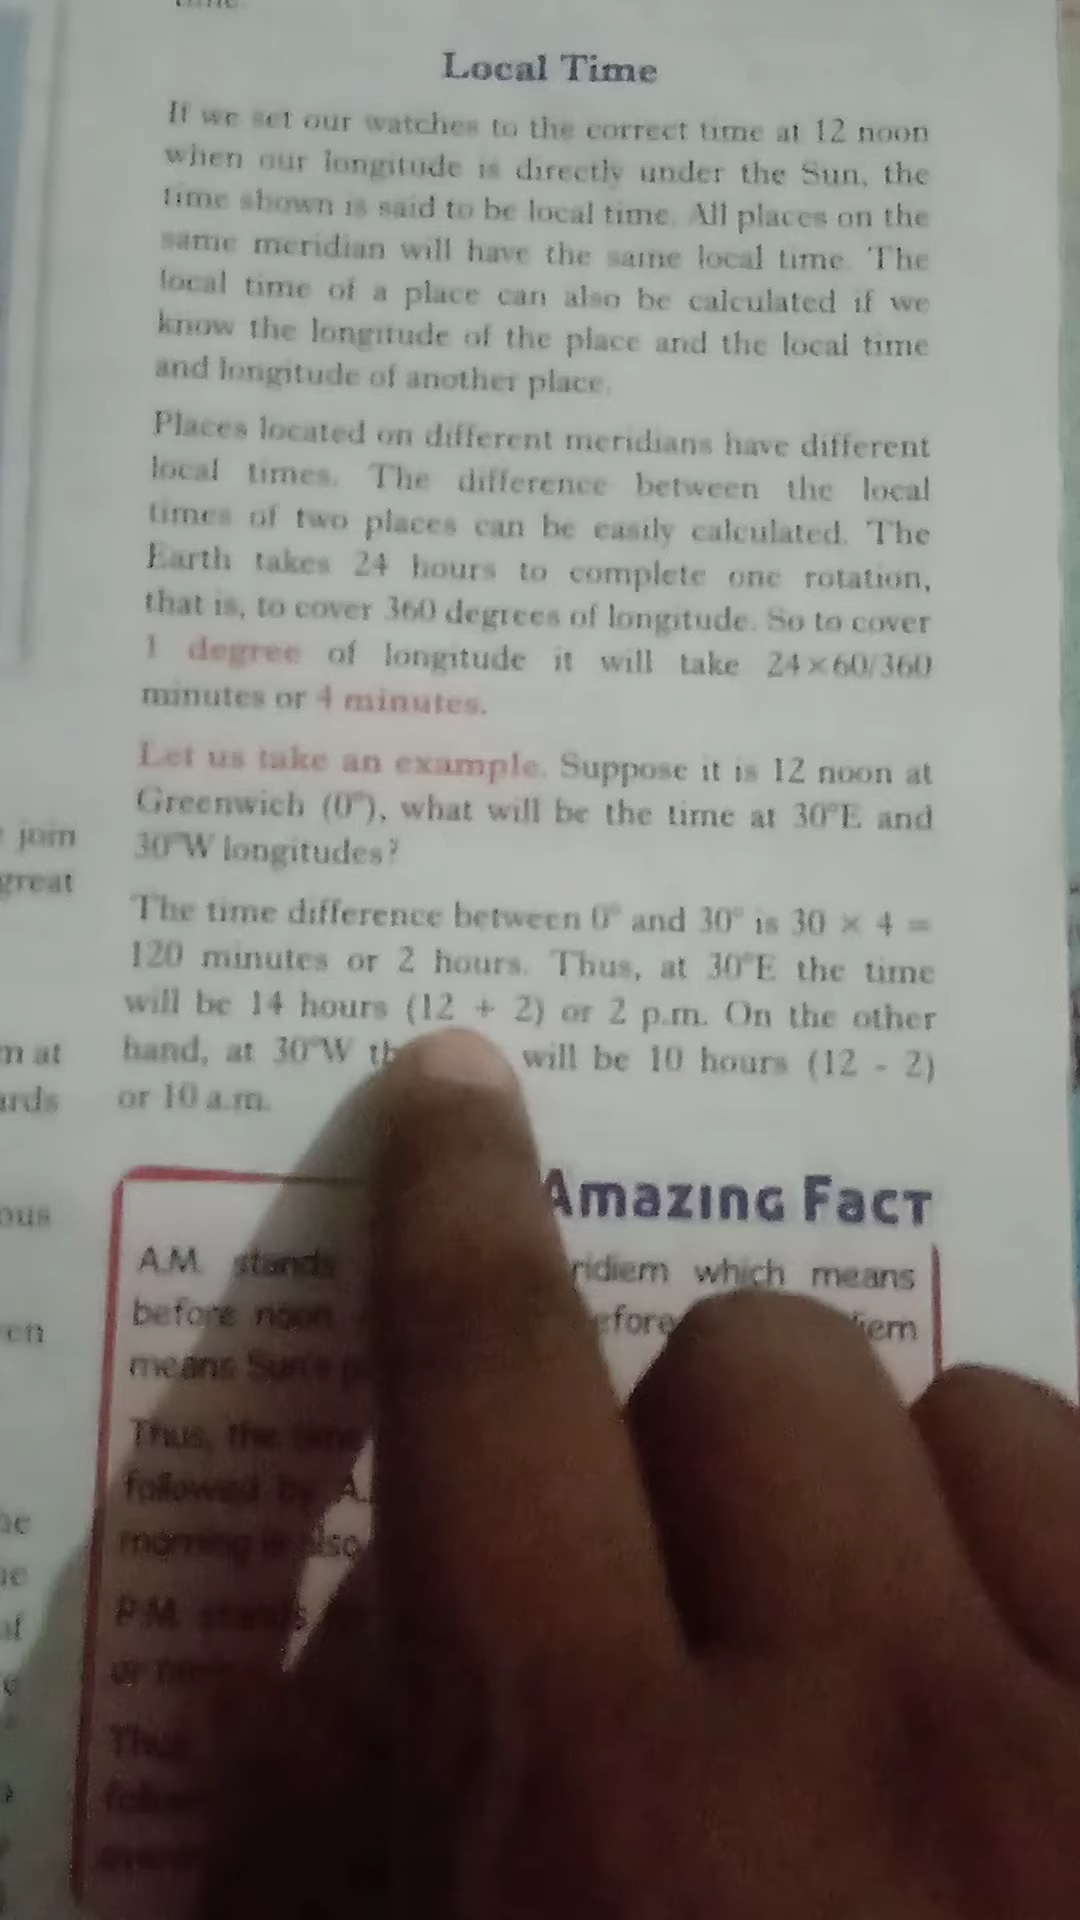 Local Time
If we set our watches to the correct time at 12 noon
when our longitude is directly under the Sun, the
time shown is said to be local time. All places on the
same meridian will have the same local time. The
local time of a place can also be calculated if we
know the longitude of the place and the local time
and longitude of another place.
Places located on different meridians have different
local times. The difference between the local
times of two places can be easily calculated. The
Earth takes 24 hours to complete one rotation,
that is, to cover 360 degrees of longitude. So to cover
1 degree of longitude it will take 24×60/360
minutes or 4 minutes.
Let us take an example. Suppose it is 12 noon at
Greenwich (0°), what will be the time at 30°E and
30°W longitudes?
The time difference between 0° and 30° is 30 × 4 =
120 minutes or 2 hours. Thus, at 30°E the time
will be 14 hours (12 + 2) or 2 p.m. On the other
hand, at 30°W will be 10 hours (12 - 2)
or 10 a.m.
Amazing Fact
A.M. stands which means
before noon
means Sun's
Thus, the time
followed by
morning is also
P.M. stands
join
great
at